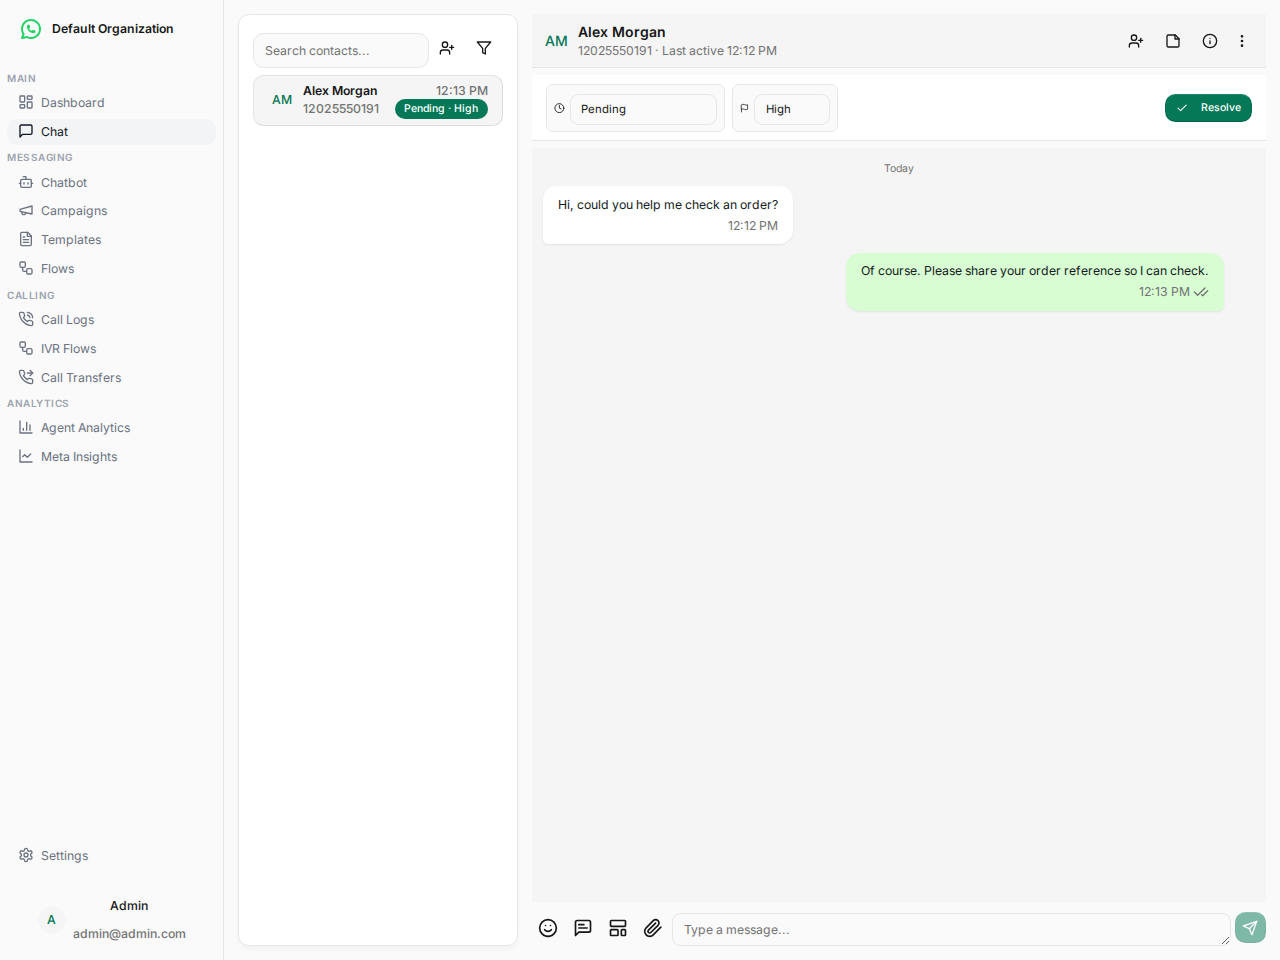 Default Organization
MAIN
Dashboard
Chat
MESSAGING
Chatbot
Campaigns
Templates
Flows
CALLING
Call Logs
IVR Flows
Call Transfers
ANALYTICS
Agent Analytics
Meta Insights
Settings
A
Admin
admin@admin.com
Search contacts...
AM
Alex Morgan
12:13 PM
12025550191
Pending · High
AM
Alex Morgan
12025550191 · Last active 12:12 PM
Pending
High
Resolve
Today
Hi, could you help me check an order?
12:12 PM
Of course. Please share your order reference so I can check.
12:13 PM
Type a message...